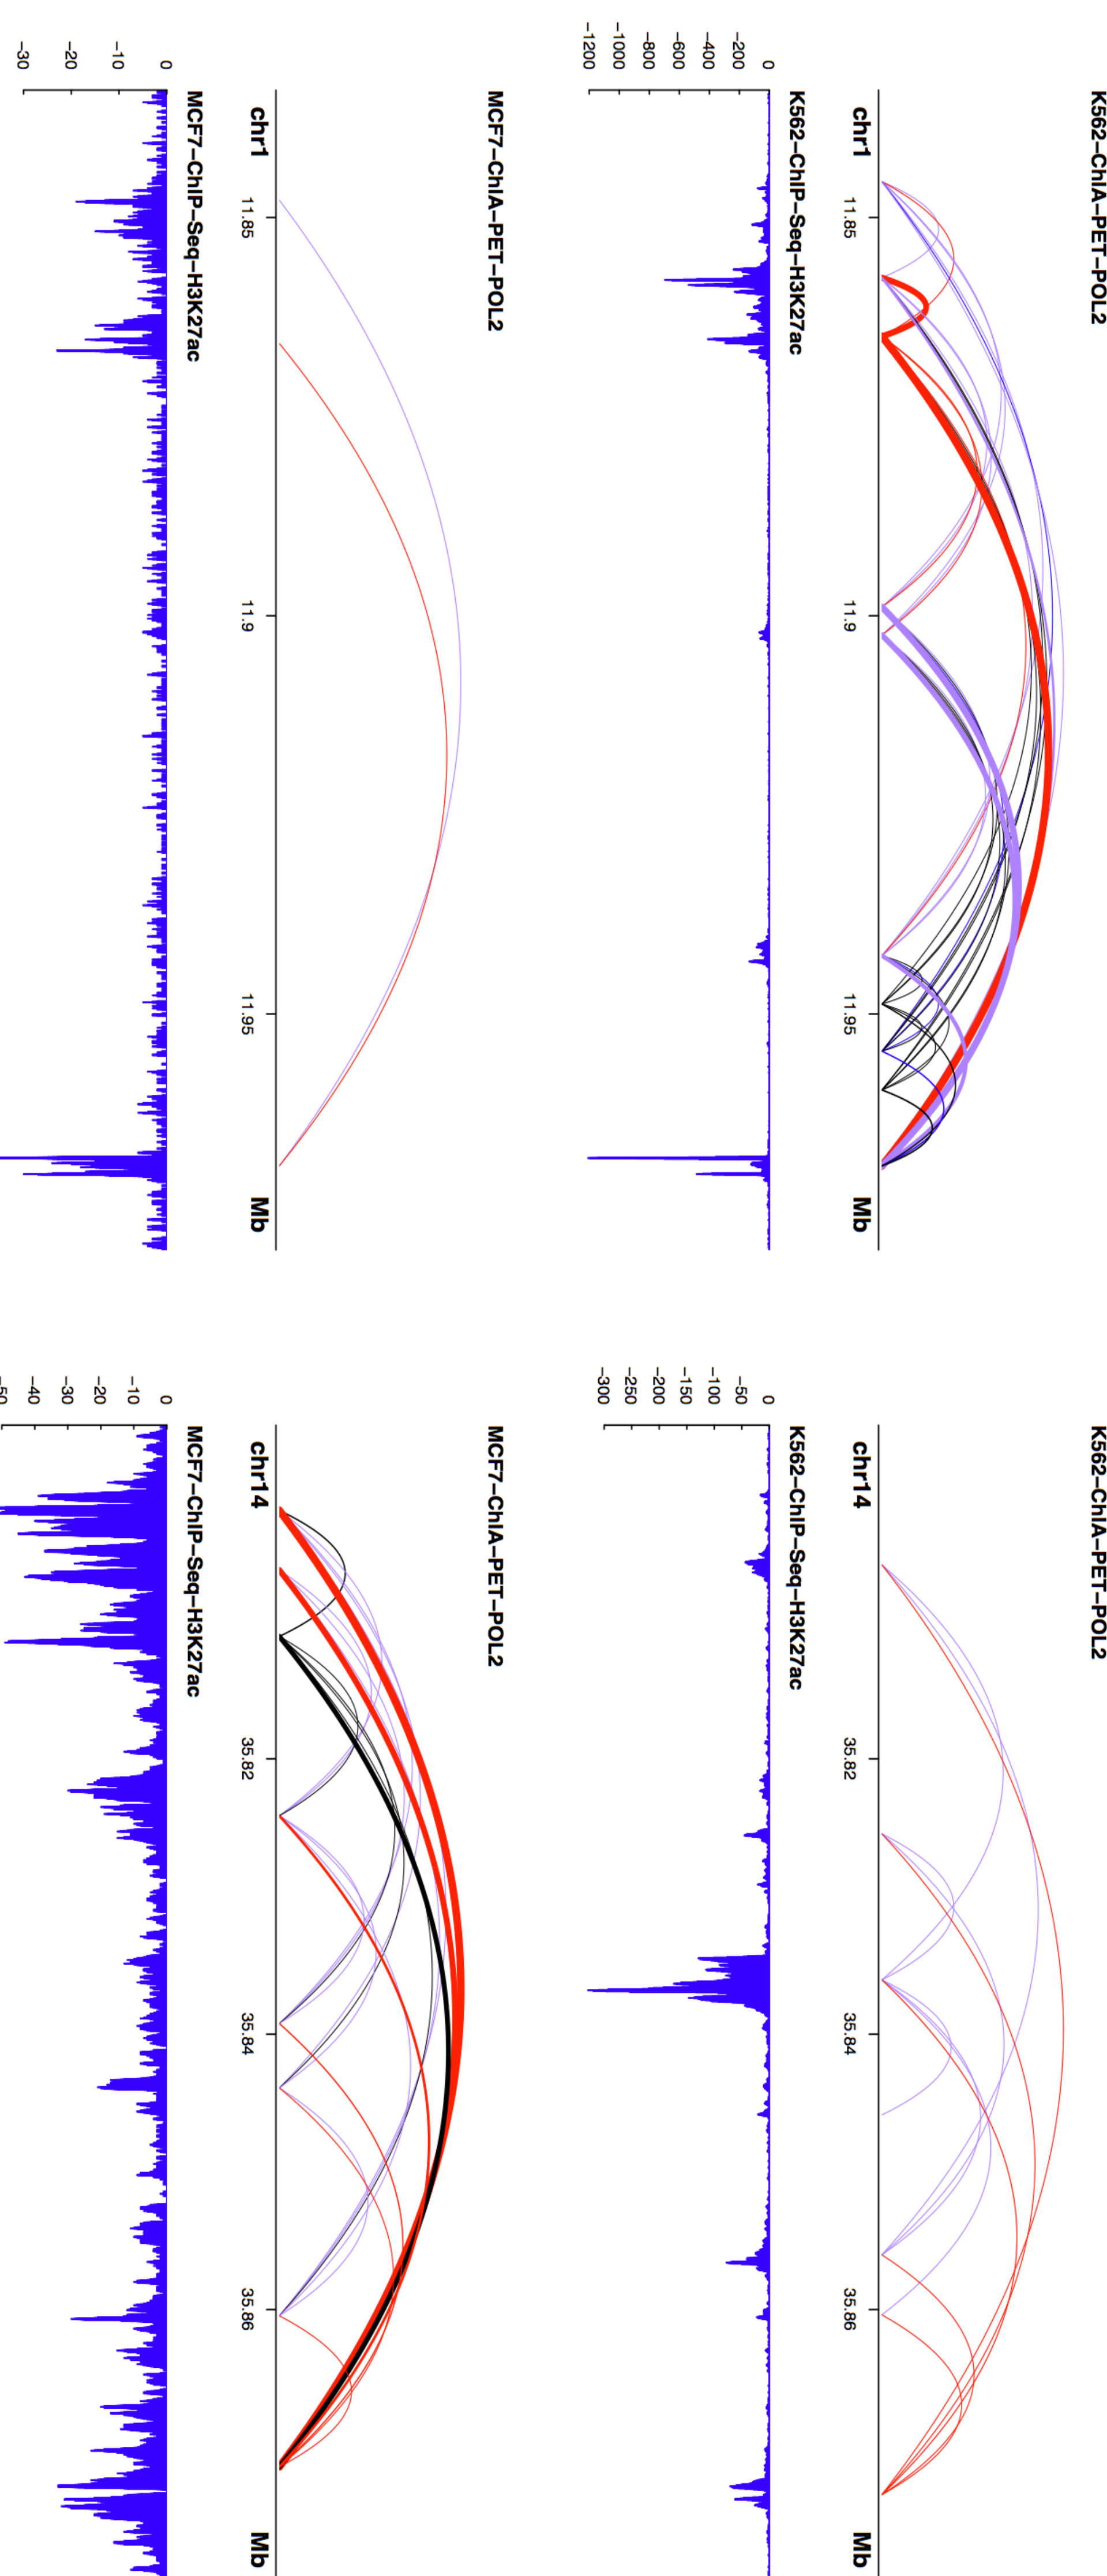 K562−ChIA−PET−POL2
chr1
11.85
11.9
11.95
Mb
K562−ChIP−Seq−H3K27ac
0
−200
−400
−600
−800
−1000
−1200
MCF7−ChIA−PET−POL2
chr1
11.85
11.9
11.95
Mb
MCF7−ChIP−Seq−H3K27ac
0
−10
−20
−30
K562−ChIA−PET−POL2
chr14
35.82
35.84
35.86
Mb
K562−ChIP−Seq−H3K27ac
0
−50
−100
−150
−200
−250
−300
MCF7−ChIA−PET−POL2
chr14
35.82
35.84
35.86
Mb
MCF7−ChIP−Seq−H3K27ac
0
−10
−20
−30
−40